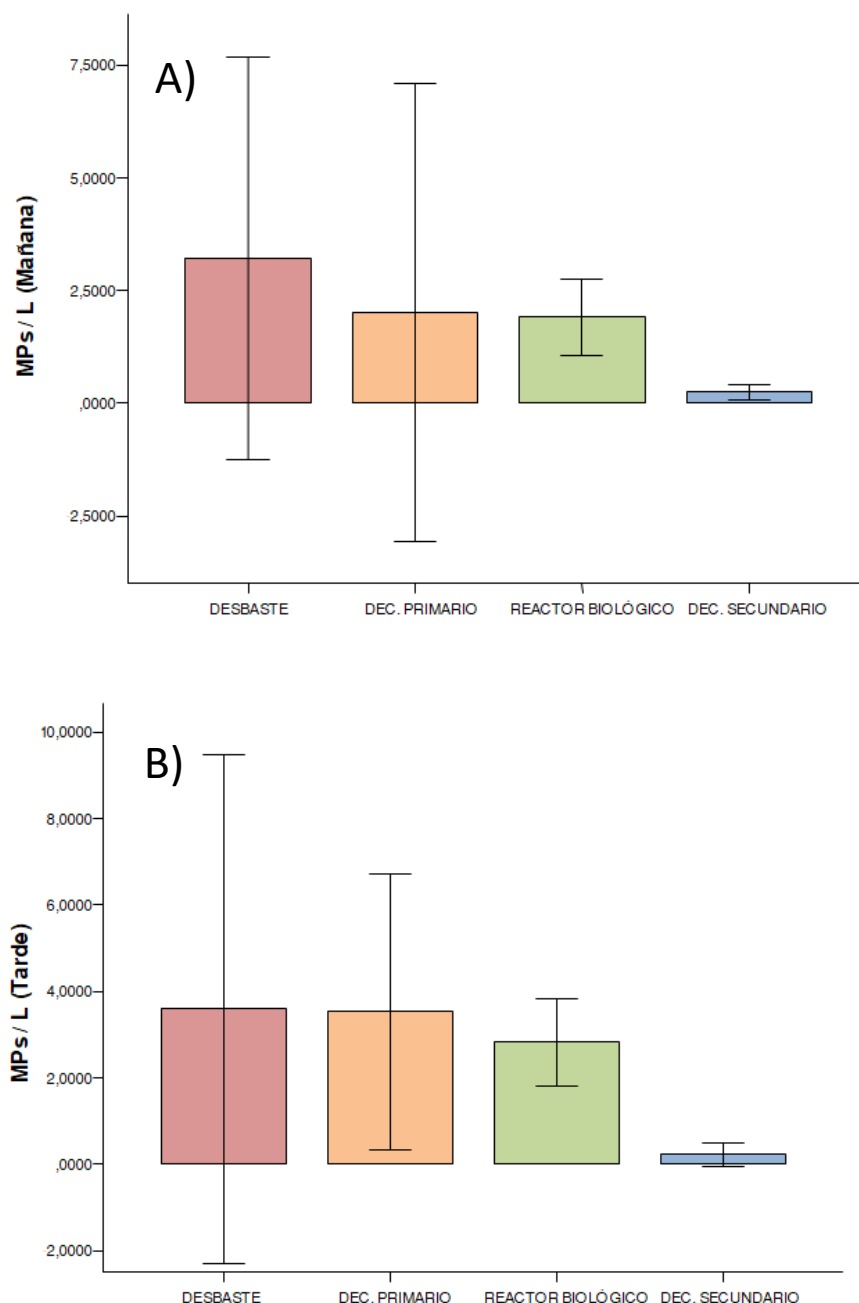 A)
MPs / L (Mañana)
7,5000
5,0000
2,5000
,0000
2,5000
DESBASTE DEC. PRIMARIO REACTOR BIOLÓGICO DEC. SECUNDARIO
B)
MPs / L (Tarde)
10,0000
8,0000
6,0000
4,0000
2,0000
,0000
2,0000
DESBASTE DEC. PRIMARIO REACTOR BIOLÓGICO DEC. SECUNDARIO